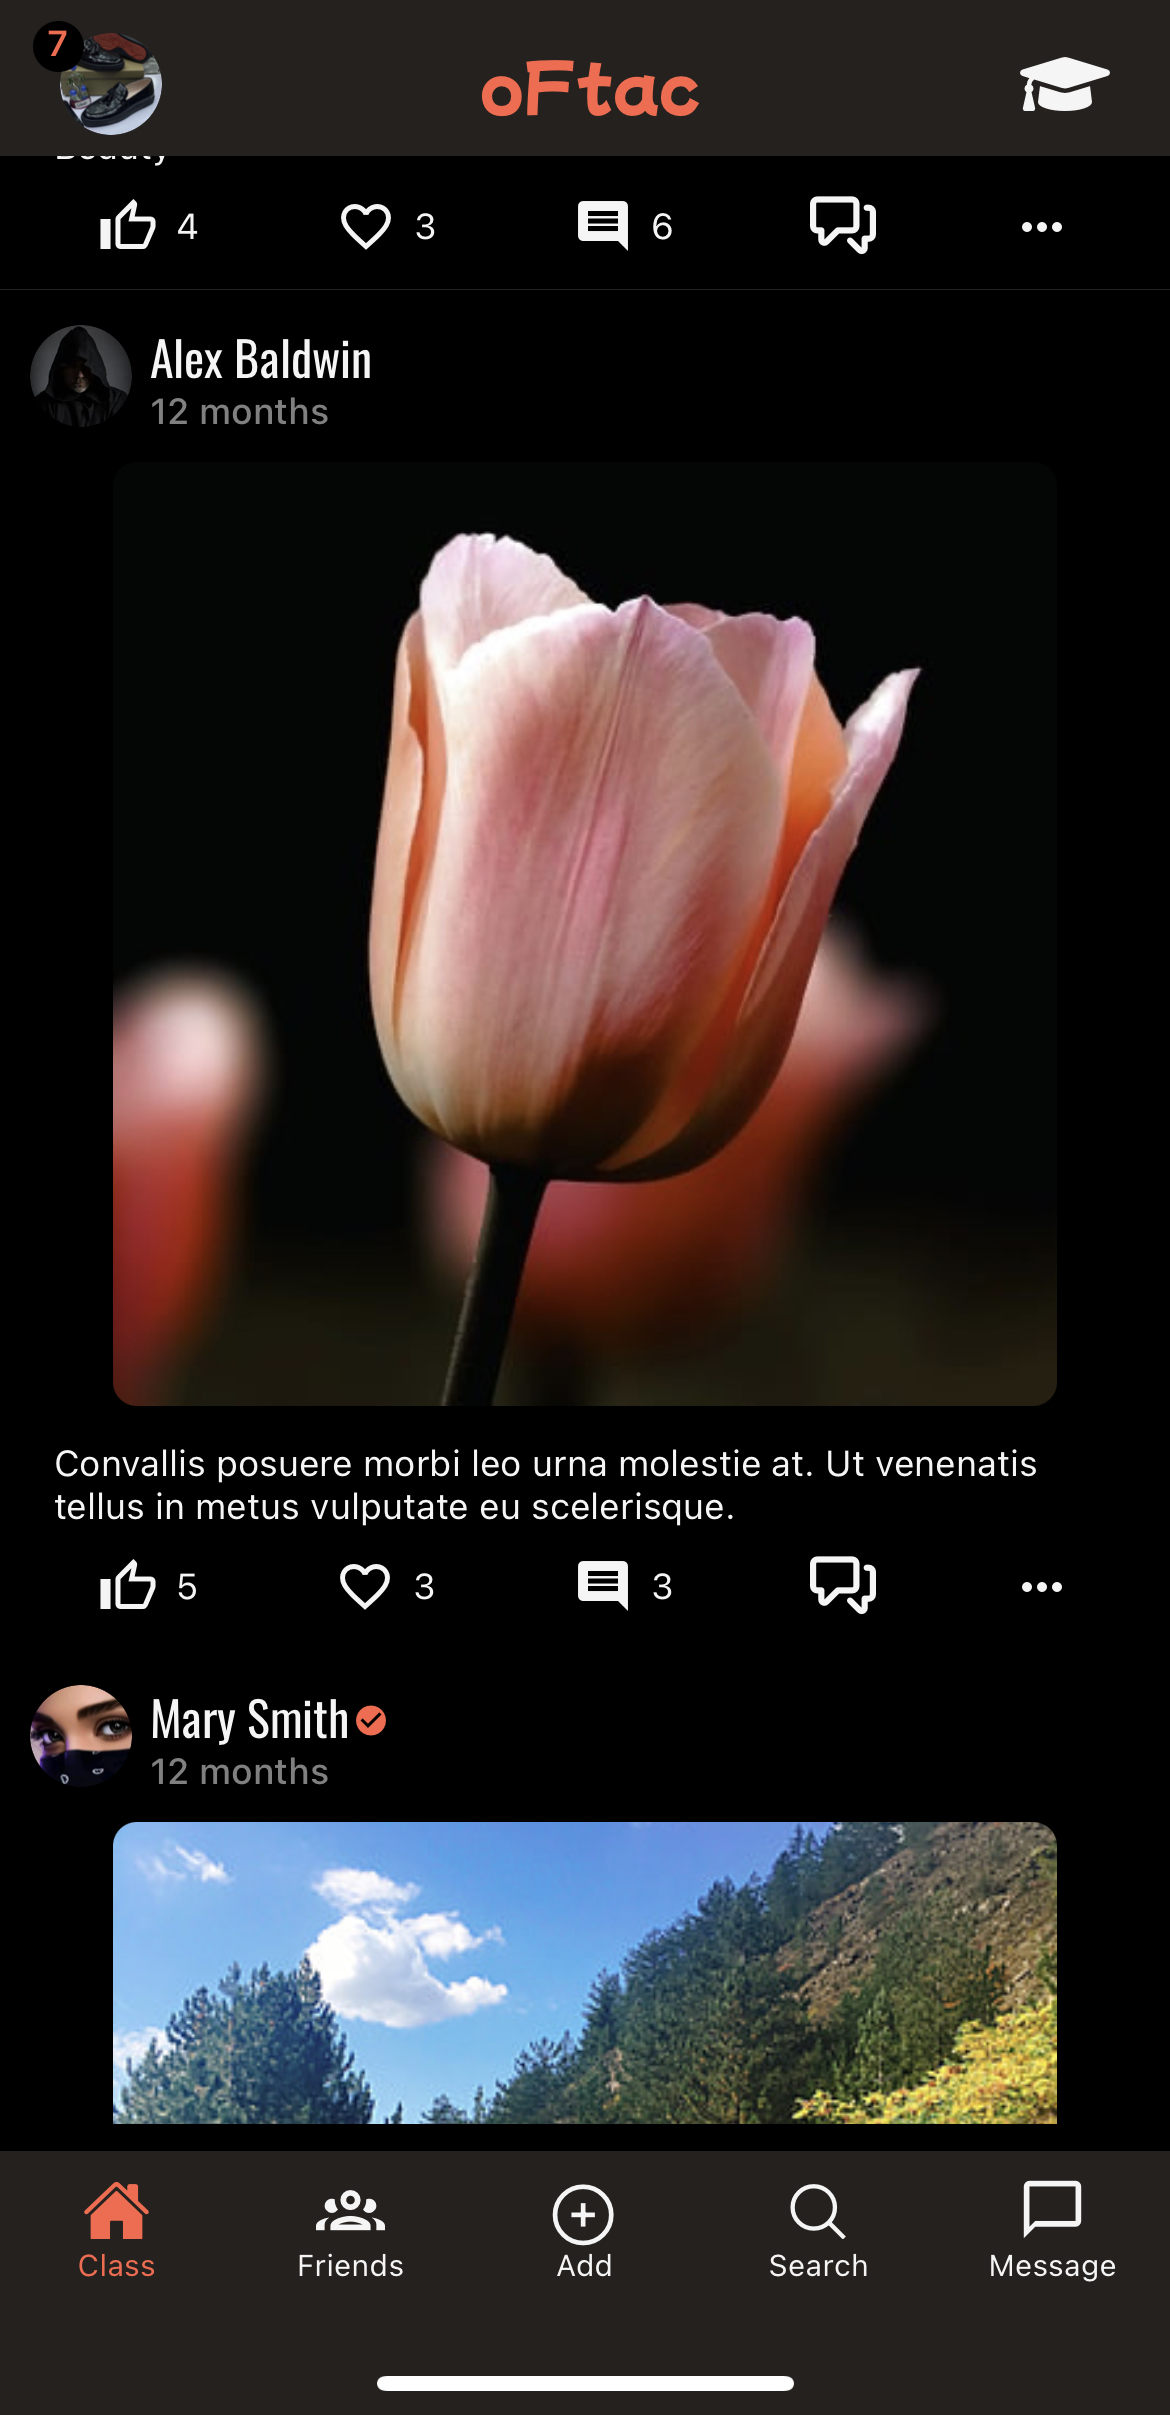 7
oFtac
Beauty
4 3 6
Alex Baldwin
12 months
Convallis posuere morbi leo urna molestie at. Ut venenatis
tellus in metus vulputate eu scelerisque.
5 3 3
Mary Smith
12 months
Class Friends Add Search Message